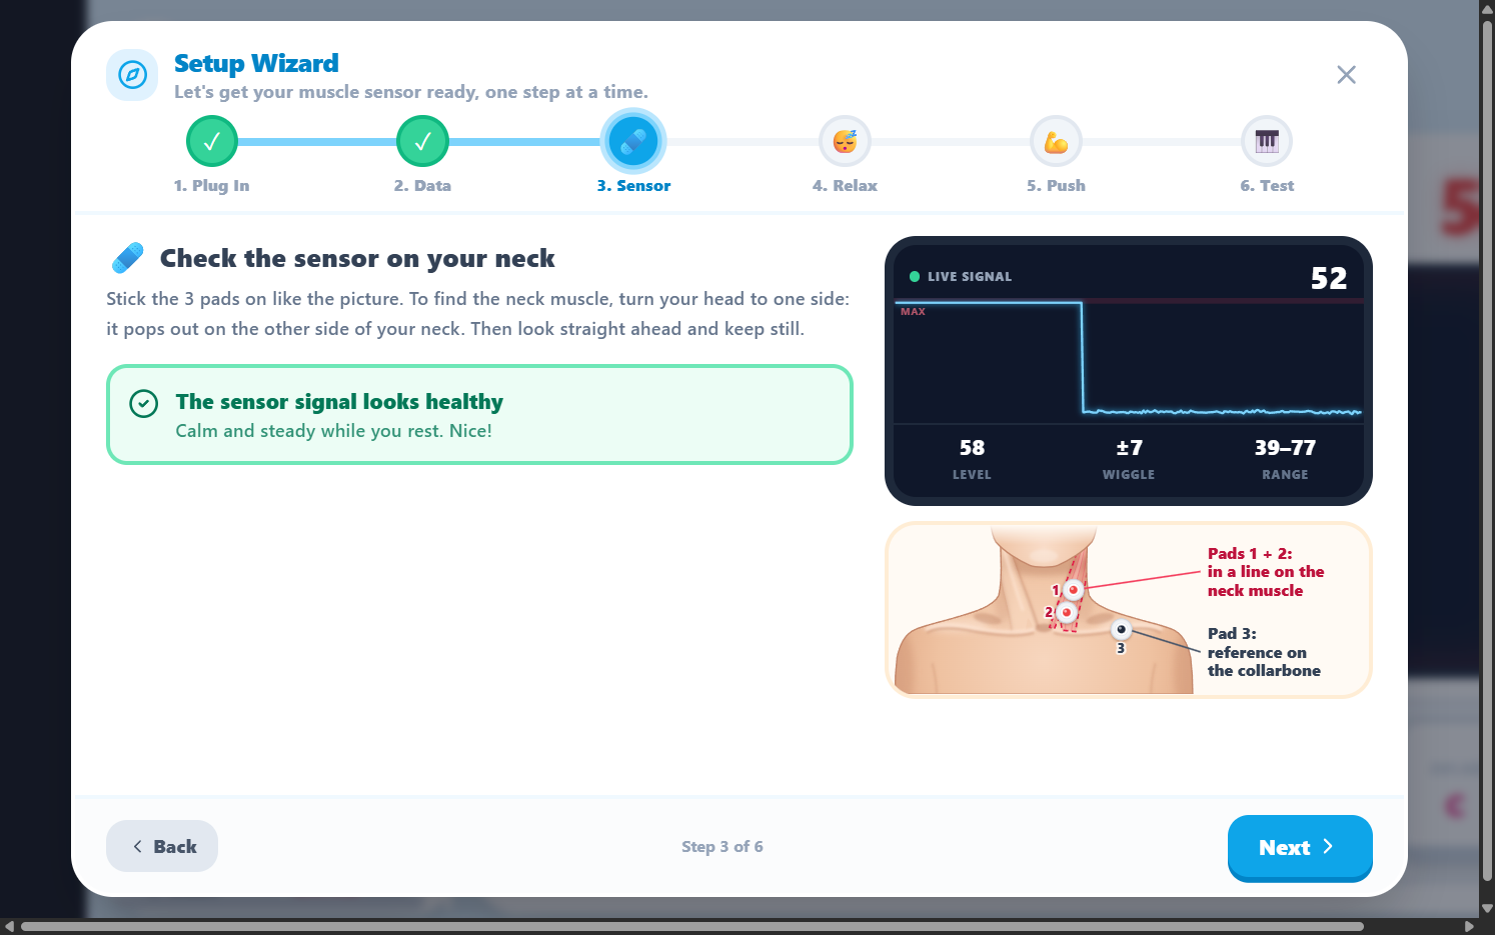 Setup Wizard
Let's get your muscle sensor ready, one step at a time.
1. Plug In
2. Data
3. Sensor
4. Relax
5. Push
6. Test
Check the sensor on your neck
Stick the 3 pads on like the picture. To find the neck muscle, turn your head to one side:
it pops out on the other side of your neck. Then look straight ahead and keep still.
The sensor signal looks healthy
Calm and steady while you rest. Nice!
LIVE SIGNAL
52
MAX
58
±7
39–77
LEVEL
WIGGLE
RANGE
Pads 1 + 2:
in a line on the
neck muscle
1
2
Pad 3:
reference on
the collarbone
3
Back
Step 3 of 6
Next
5
C